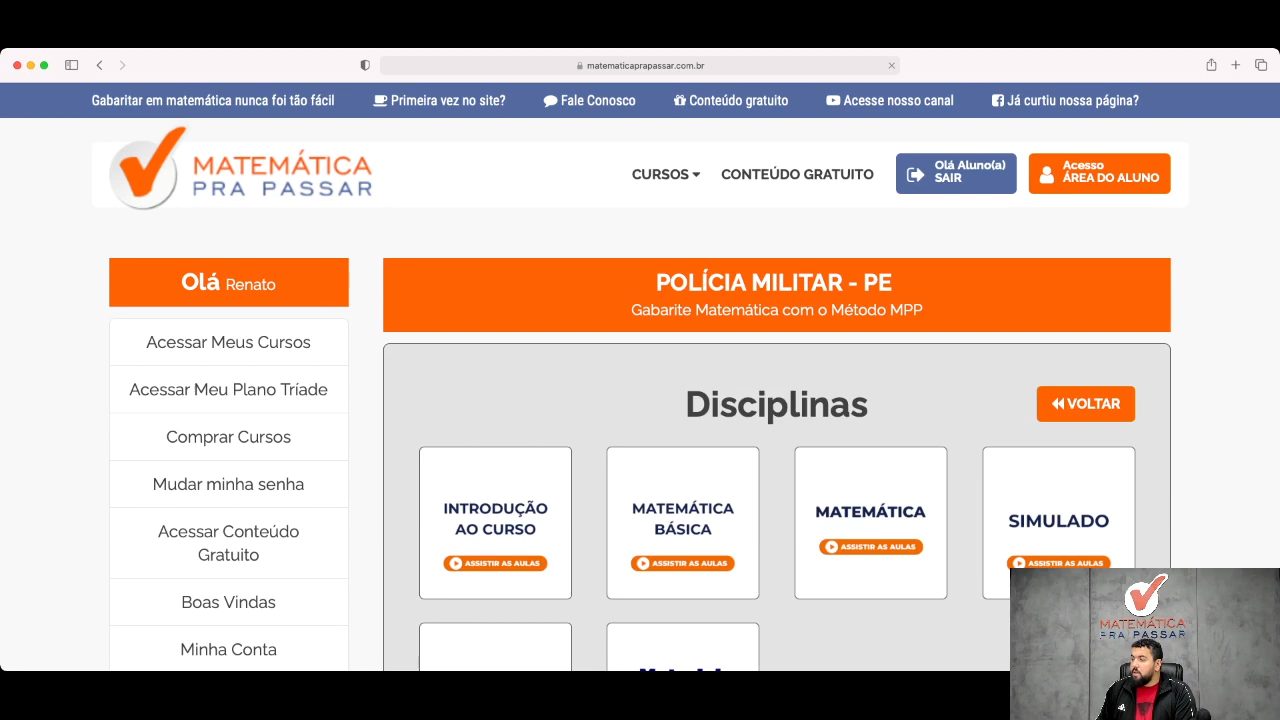 matematicaprapassar.com.br
Gabaritar em matemática nunca foi tão fácil
Primeira vez no site?
Fale Conosco
Conteúdo gratuito
Acesse nosso canal
Já curtiu nossa página?
MATEMÁTICA
PRA PASSAR
CURSOS
CONTEÚDO GRATUITO
Olá Aluno(a)
SAIR
Acesso
ÁREA DO ALUNO
Olá Renato
Acessar Meus Cursos
Acessar Meu Plano Tríade
Comprar Cursos
Mudar minha senha
Acessar Conteúdo
Gratuito
Boas Vindas
Minha Conta
POLÍCIA MILITAR - PE
Gabarite Matemática com o Método MPP
Disciplinas
VOLTAR
INTRODUÇÃO
AO CURSO
ASSISTIR AS AULAS
MATEMÁTICA
BÁSICA
ASSISTIR AS AULAS
MATEMÁTICA
ASSISTIR AS AULAS
SIMULADO
ASSISTIR AS AULAS
MATEMÁTICA
PRA PASSAR